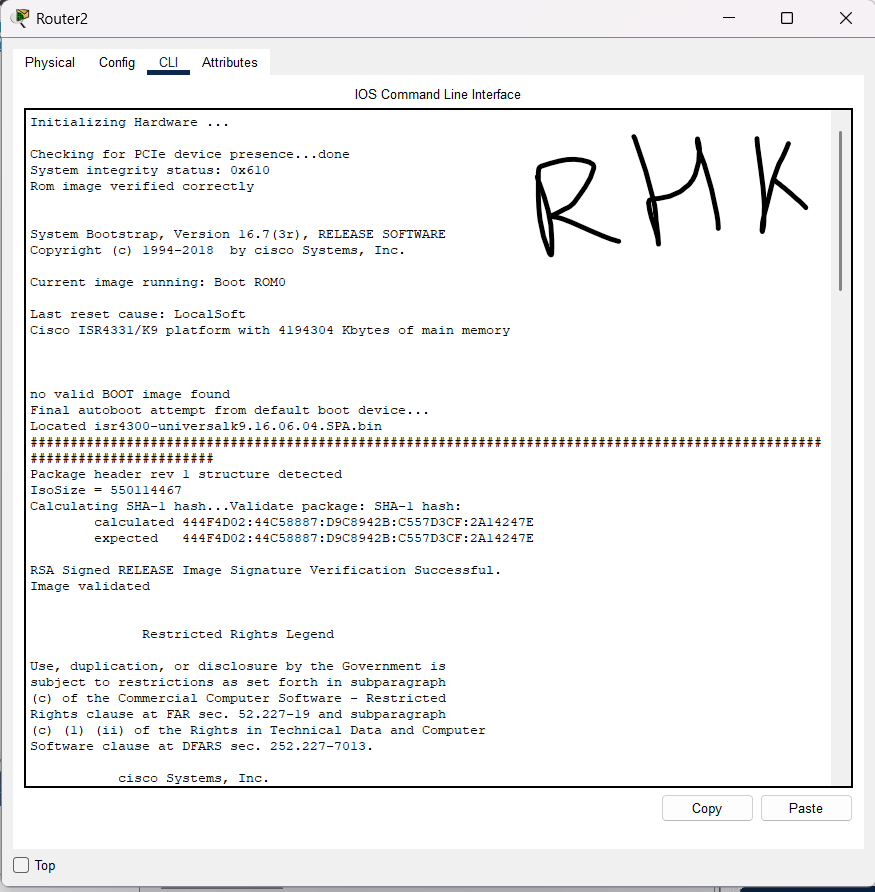 Router2
Physical Config CLI Attributes
IOS Command Line Interface
Initializing Hardware ...
RMK
Checking for PCIe device presence...done
System integrity status: 0x610
Rom image verified correctly
System Bootstrap, Version 16.7(3r), RELEASE SOFTWARE
Copyright (c) 1994-2018  by cisco Systems, Inc.
Current image running: Boot ROM0
Last reset cause: LocalSoft
Cisco ISR4331/K9 platform with 4194304 Kbytes of main memory
no valid BOOT image found
Final autoboot attempt from default boot device...
Located isr4300-universalk9.16.06.04.SPA.bin
###################################################################################################
#######################
Package header rev 1 structure detected
IsoSize = 550114467
Calculating SHA-1 hash...Validate package: SHA-1 hash:
calculated 444F4D02:44C58887:D9C8942B:C557D3CF:2A14247E
expected   444F4D02:44C58887:D9C8942B:C557D3CF:2A14247E
RSA Signed RELEASE Image Signature Verification Successful.
Image validated
Restricted Rights Legend
Use, duplication, or disclosure by the Government is
subject to restrictions as set forth in subparagraph
(c) of the Commercial Computer Software - Restricted
Rights clause at FAR sec. 52.227-19 and subparagraph
(c) (1) (ii) of the Rights in Technical Data and Computer
Software clause at DFARS sec. 252.227-7013.
cisco Systems, Inc.
Copy Paste
Top